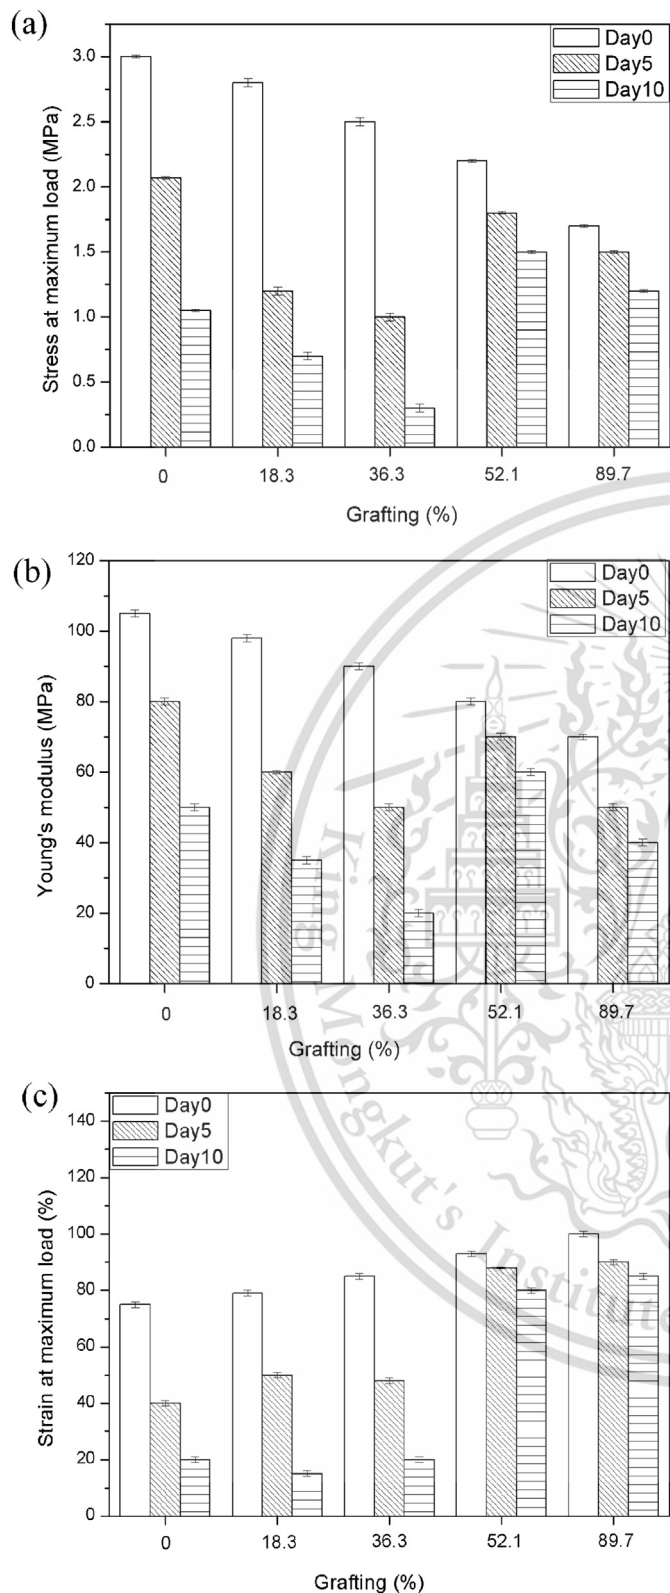 (a)
Day0
Day5
Day10
Stress at maximum load (MPa)
3.0
2.5
2.0
1.5
1.0
0.5
0.0
0 18.3 36.3 52.1 89.7
Grafting (%)
(b)
Day0
Day5
Day10
Young's modulus (MPa)
120
100
80
60
40
20
0
0 18.3 36.3 52.1 89.7
Grafting (%)
(c)
Day0
Day5
Day10
Strain at maximum load (%)
140
120
100
80
60
40
20
0
0 18.3 36.3 52.1 89.7
Grafting (%)
King Mongkut's Institute